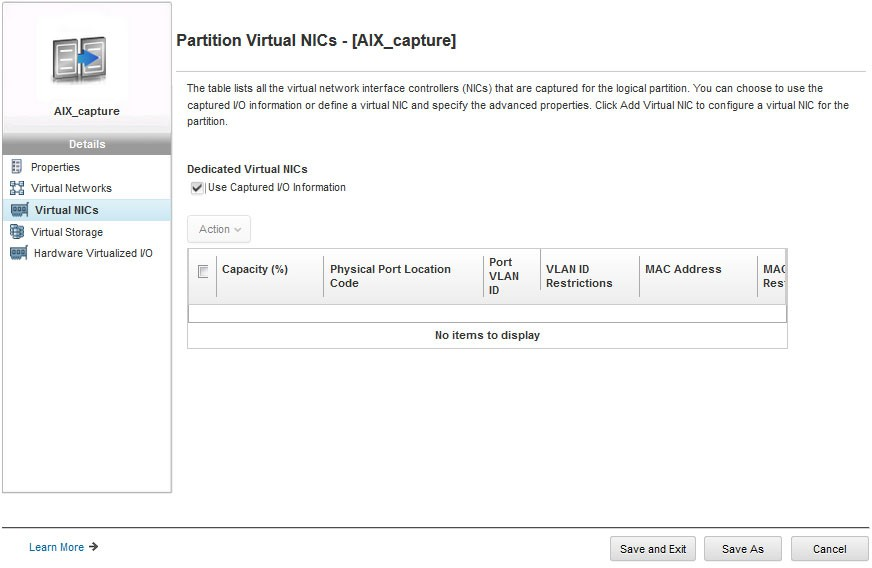 AIX_capture
Details
Properties
Virtual Networks
Virtual NICs
Virtual Storage
Hardware Virtualized I/O
Partition Virtual NICs - [AIX_capture]
The table lists all the virtual network interface controllers (NICs) that are captured for the logical partition. You can choose to use the
captured I/O information or define a virtual NIC and specify the advanced properties. Click Add Virtual NIC to configure a virtual NIC for the
partition.
Dedicated Virtual NICs
Use Captured I/O Information
Action
Capacity (%)
Physical Port Location
Code
Port
VLAN
ID
VLAN ID
Restrictions
MAC Address
MAC
Res
No items to display
Learn More
Save and Exit
Save As
Cancel